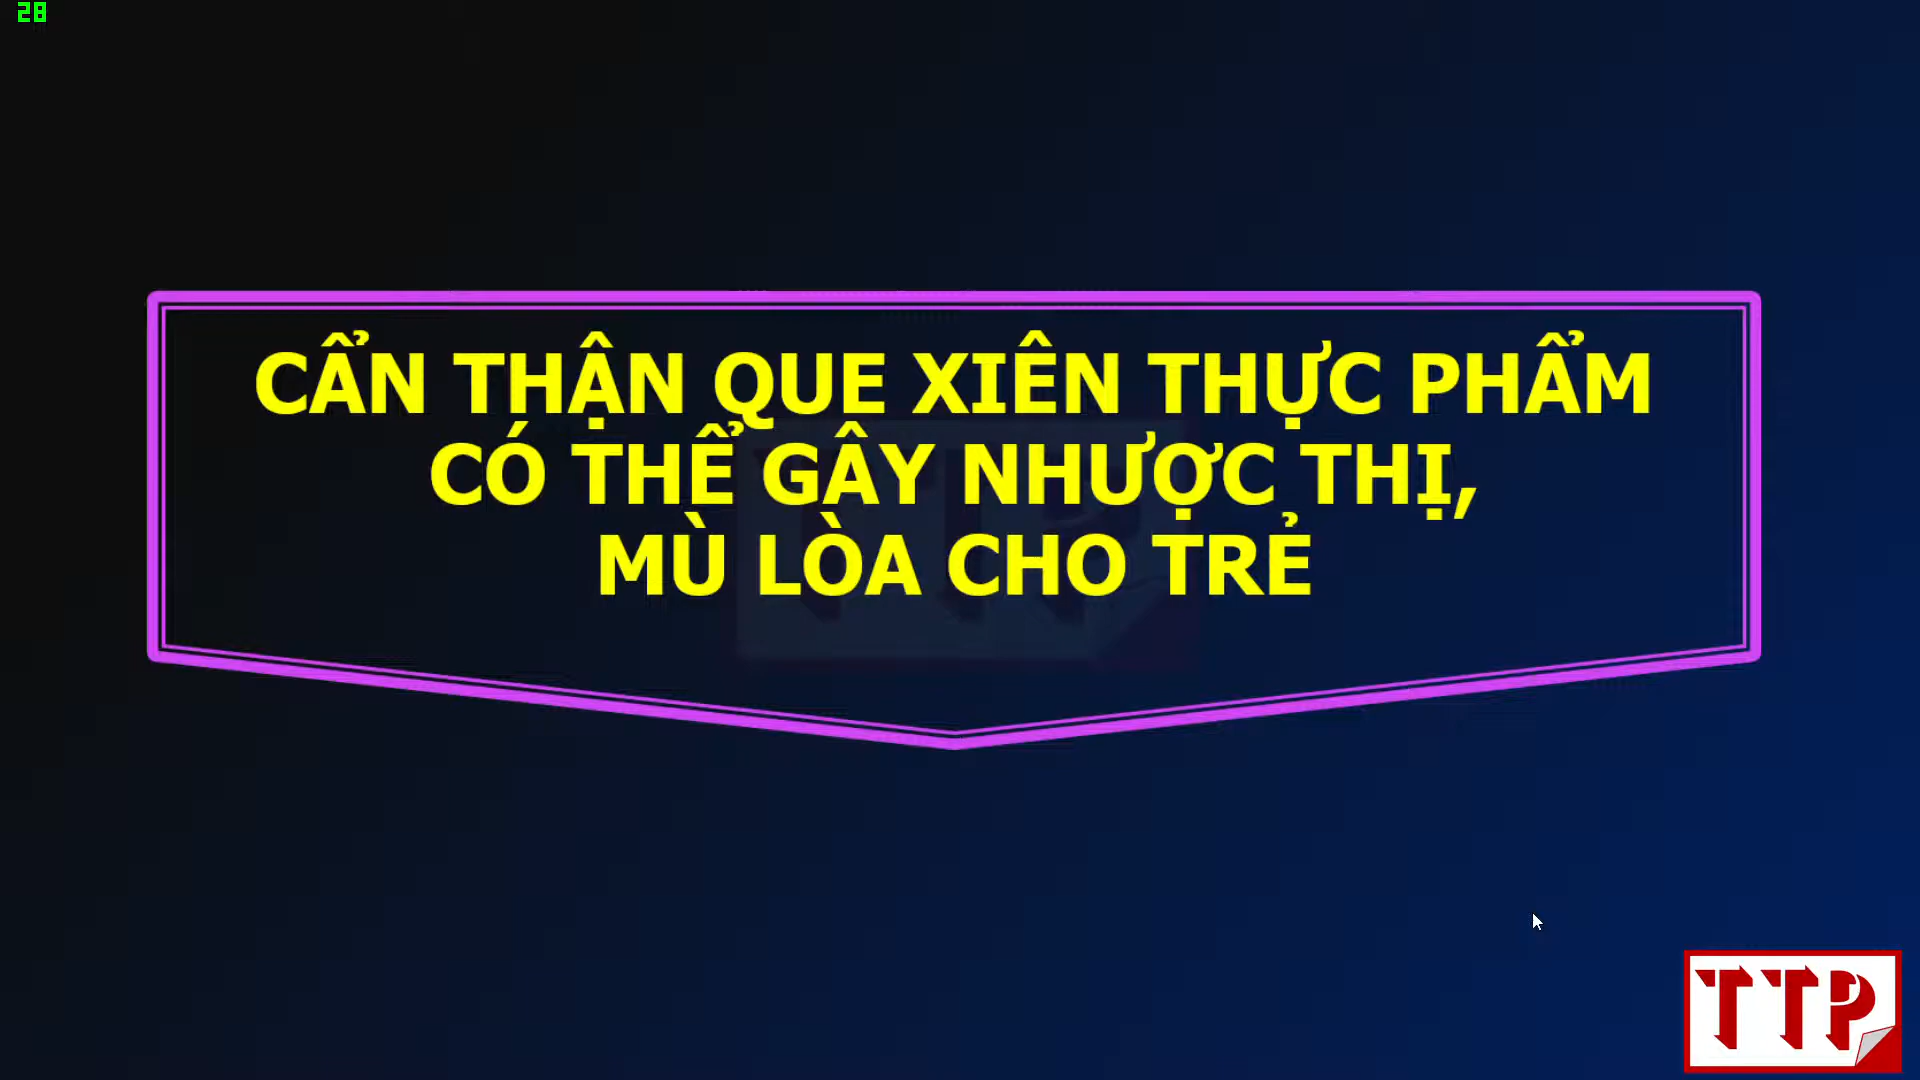 28
CẨN THẬN QUE XIÊN THỰC PHẨM
CÓ THỂ GÂY NHƯỢC THỊ,
MÙ LÒA CHO TRẺ
TTP